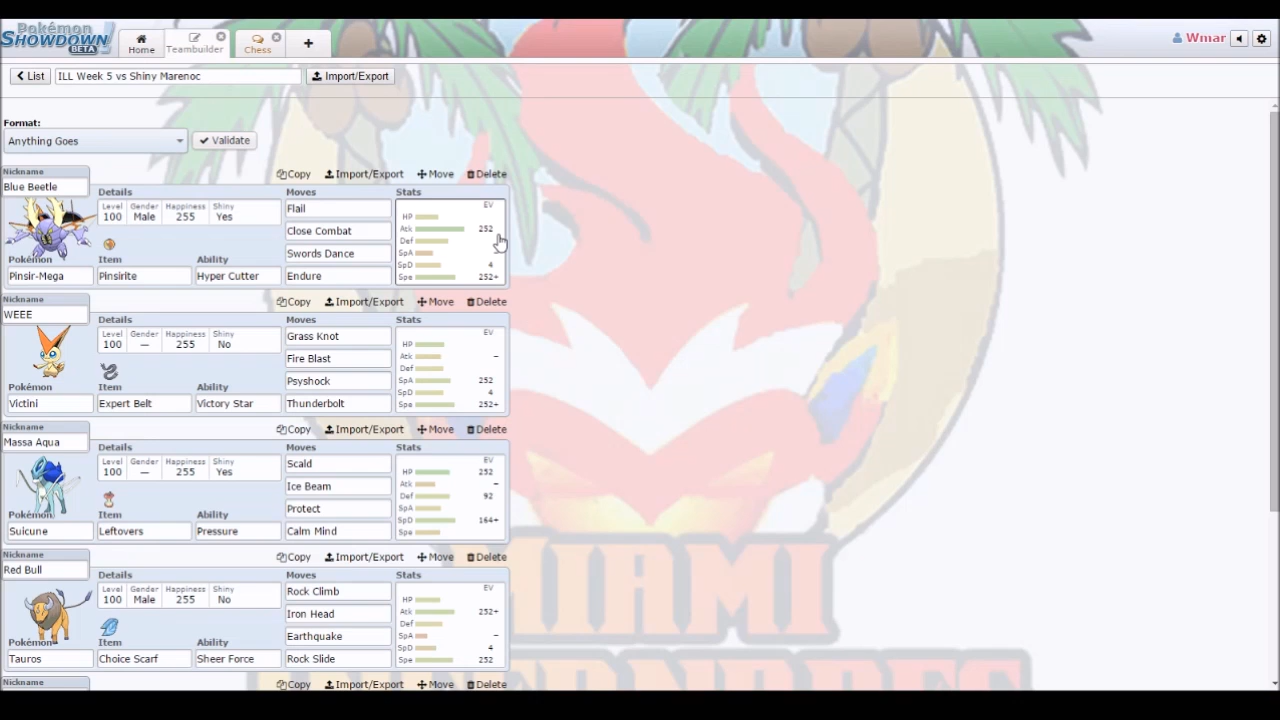 Pokémon
SHOWDOWN
BETA
Home
Teambuilder
Chess
+
Wmar
List
ILL Week 5 vs Shiny Marenoc
Import/Export
Format:
Anything Goes
Validate
Copy Import/Export Move Delete
Nickname
Blue Beetle
Details
Level Gender Happiness Shiny
100 Male 255 Yes
Pokémon Item Ability
Pinsir-Mega Pinsirite Hyper Cutter
Moves
Flail
Close Combat
Swords Dance
Endure
Stats
EV
HP
Atk 252
Def
SpA
SpD 4
Spe 252+
Copy Import/Export Move Delete
Nickname
WEEE
Details
Level Gender Happiness Shiny
100 — 255 No
Pokémon Item Ability
Victini Expert Belt Victory Star
Moves
Grass Knot
Fire Blast
Psyshock
Thunderbolt
Stats
EV
HP
Atk –
Def
SpA 252
SpD 4
Spe 252+
Copy Import/Export Move Delete
Nickname
Massa Aqua
Details
Level Gender Happiness Shiny
100 — 255 Yes
Pokémon Item Ability
Suicune Leftovers Pressure
Moves
Scald
Ice Beam
Protect
Calm Mind
Stats
EV
HP 252
Atk –
Def 92
SpA
SpD 164+
Spe
Copy Import/Export Move Delete
Nickname
Red Bull
Details
Level Gender Happiness Shiny
100 Male 255 No
Pokémon Item Ability
Tauros Choice Scarf Sheer Force
Moves
Rock Climb
Iron Head
Earthquake
Rock Slide
Stats
EV
HP
Atk 252+
Def
SpA –
SpD 4
Spe 252
Copy Import/Export Move Delete
Nickname
MIAMI